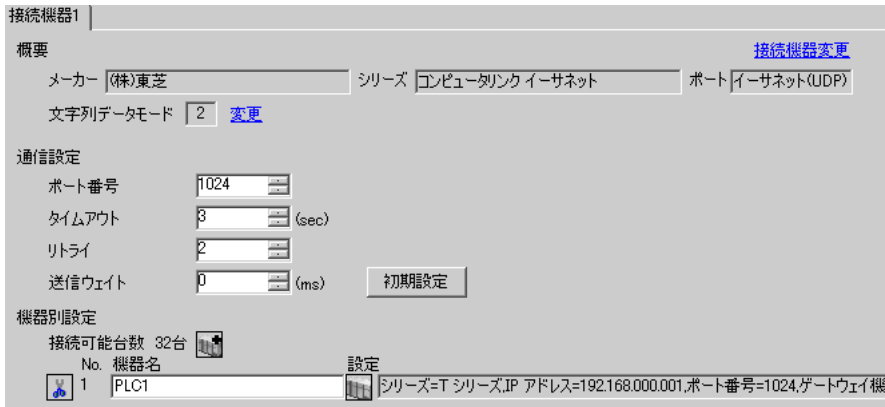 接続機器1
概要 接続機器変更
メーカー (株)東芝 シリーズ コンピュータリンク イーサネット ポート イーサネット(UDP)
文字列データモード 2 変更
通信設定
ポート番号 1024
タイムアウト 3 (sec)
リトライ 2
送信ウェイト 0 (ms) 初期設定
機器別設定
接続可能台数 32台
No. 機器名 設定
1 PLC1 シリーズ=T シリーズ,IP アドレス=192.168.000.001,ポート番号=1024,ゲートウェイ機